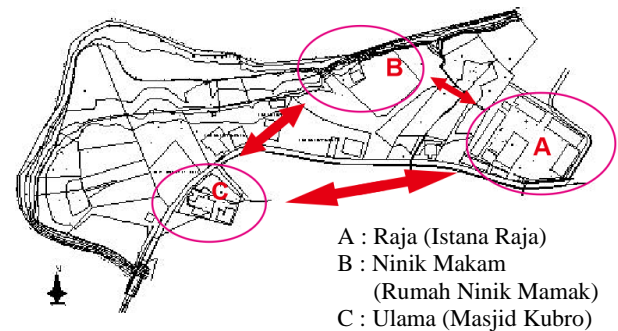 B
A
C
A : Raja (Istana Raja)
B : Ninik Makam
(Rumah Ninik Mamak)
C : Ulama (Masjid Kubro)